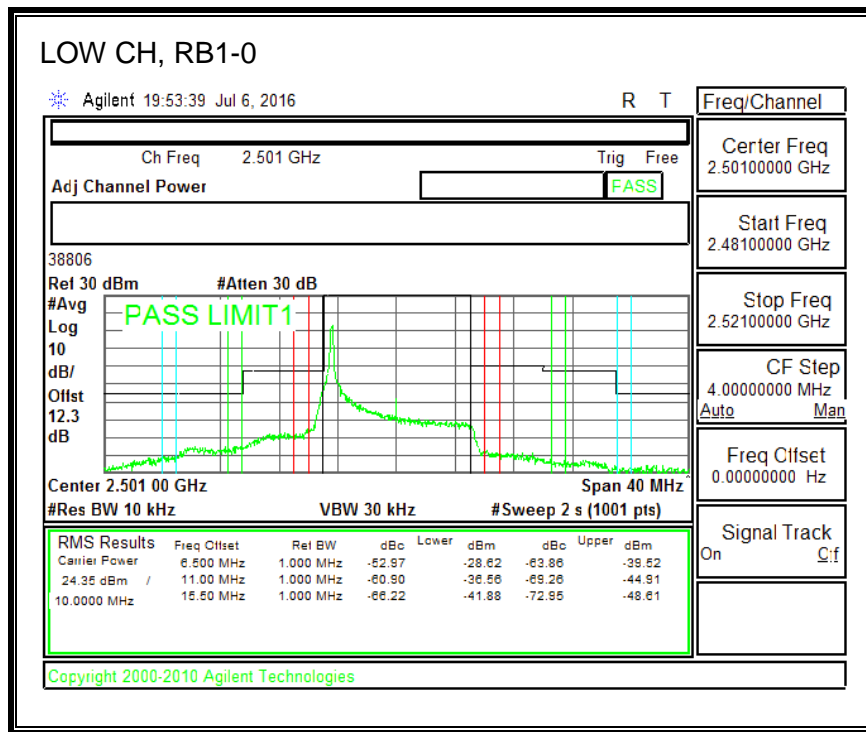 LOW CH, RB1-0
Agilent 19:53:39 Jul 6, 2016 R T
Freq/Channel
Ch Freq 2.501 GHz Trig Free
Adj Channel Power PASS
Center Freq
2.50100000 GHz
Start Freq
2.48100000 GHz
Stop Freq
2.52100000 GHz
CF Step
4.00000000 MHz
Auto Man
Freq Offset
0.00000000 Hz
Signal Track
On Off
38806
Ref 30 dBm #Atten 30 dB
#Avg
Log
10
dB/
Offst
12.3
dB
PASS LIMIT1
Center 2.501 00 GHz Span 40 MHz
#Res BW 10 kHz VBW 30 kHz #Sweep 2 s (1001 pts)
RMS Results Freq Offset Ref BW dBc Lower dBm dBc Upper dBm
Carrier Power 6.500 MHz 1.000 MHz -52.97 -28.62 -63.86 -39.52
24.35 dBm / 11.00 MHz 1.000 MHz -60.90 -36.56 -69.26 -44.91
10.0000 MHz 15.50 MHz 1.000 MHz -66.22 -41.88 -72.95 -48.61
Copyright 2000-2010 Agilent Technologies